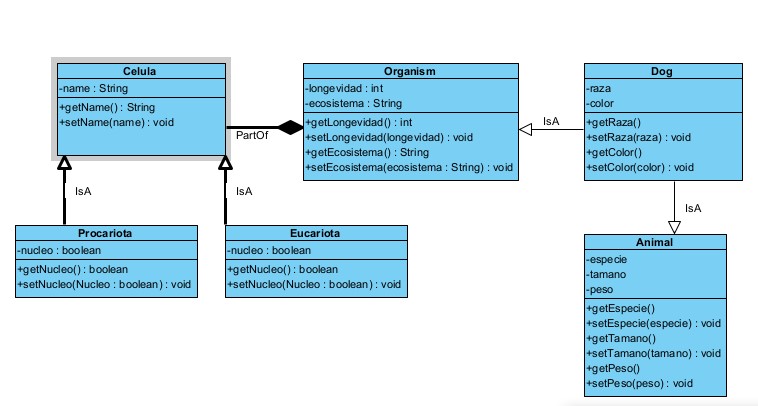 Celula
-name : String
+getName() : String
+setName(name) : void
PartOf
Organism
-longevidad : int
-ecosistema : String
+getLongevidad() : int
+setLongevidad(longevidad) : void
+getEcosistema() : String
+setEcosistema(ecosistema : String) : void
IsA
Dog
-raza
-color
+getRaza()
+setRaza(raza) : void
+getColor()
+setColor(color) : void
IsA
IsA
IsA
Procariota
-nucleo : boolean
+getNucleo() : boolean
+setNucleo(Nucleo : boolean) : void
Eucariota
-nucleo : boolean
+getNucleo() : boolean
+setNucleo(Nucleo : boolean) : void
Animal
-especie
-tamano
-peso
+getEspecie()
+setEspecie(especie) : void
+getTamano()
+setTamano(tamano) : void
+getPeso()
+setPeso(peso) : void